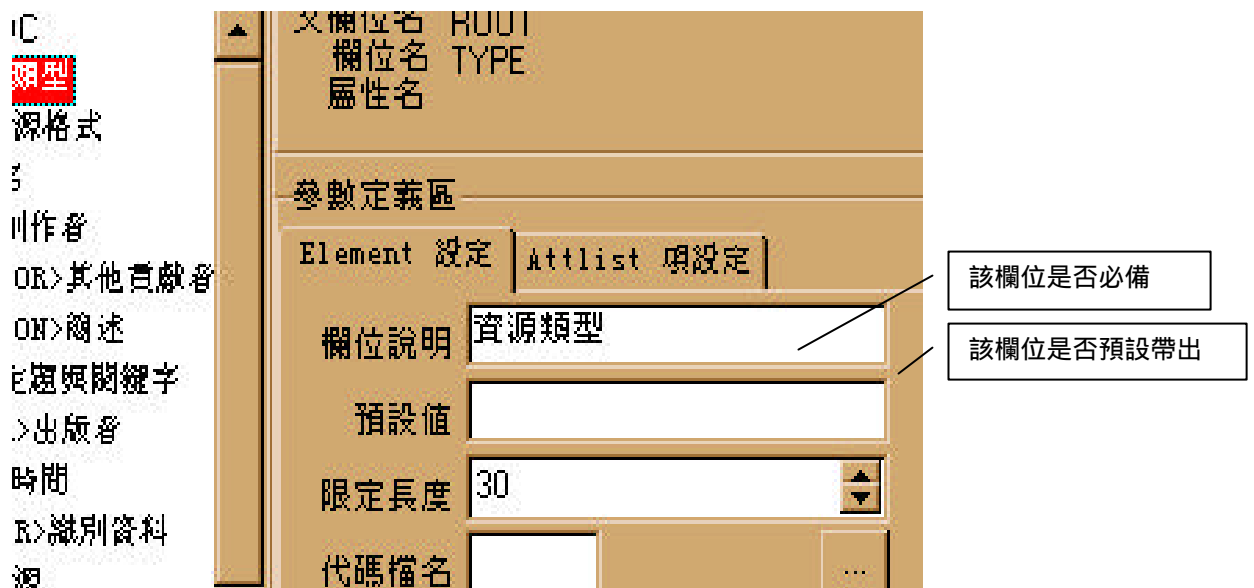 類型
源格式
作者
OR>其他貢獻者
ON>簡述
主題與關鍵字
>出版者
時間
R>識別資料
源
父欄位名 ROOT
欄位名 TYPE
屬性名
參數定義區
Element 設定
Attlist 項設定
欄位說明 資源類型
預設值
限定長度 30
代碼檔名 ...
該欄位是否必備
該欄位是否預設帶出